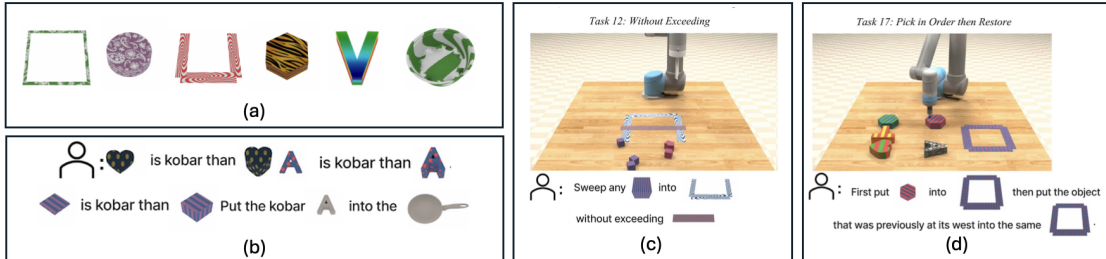 (a)
: is kobar than is kobar than .
is kobar than Put the kobar into the
(b)
Task 12: Without Exceeding
: Sweep any into
without exceeding
(c)
Task 17: Pick in Order then Restore
: First put into then put the object
that was previously at its west into the same .
(d)